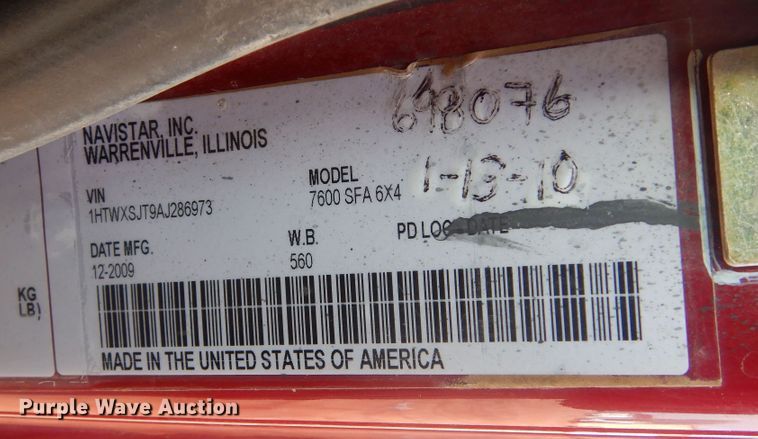 NAVISTAR, INC.
WARRENVILLE, ILLINOIS
698076
VIN
1HTWXSJT9AJ286973
MODEL
7600 SFA 6X4
1-13-10
DATE MFG.
12-2009
W.B.
560
PD LOC - DATE
KG
LB)
MADE IN THE UNITED STATES OF AMERICA
Purple Wave Auction